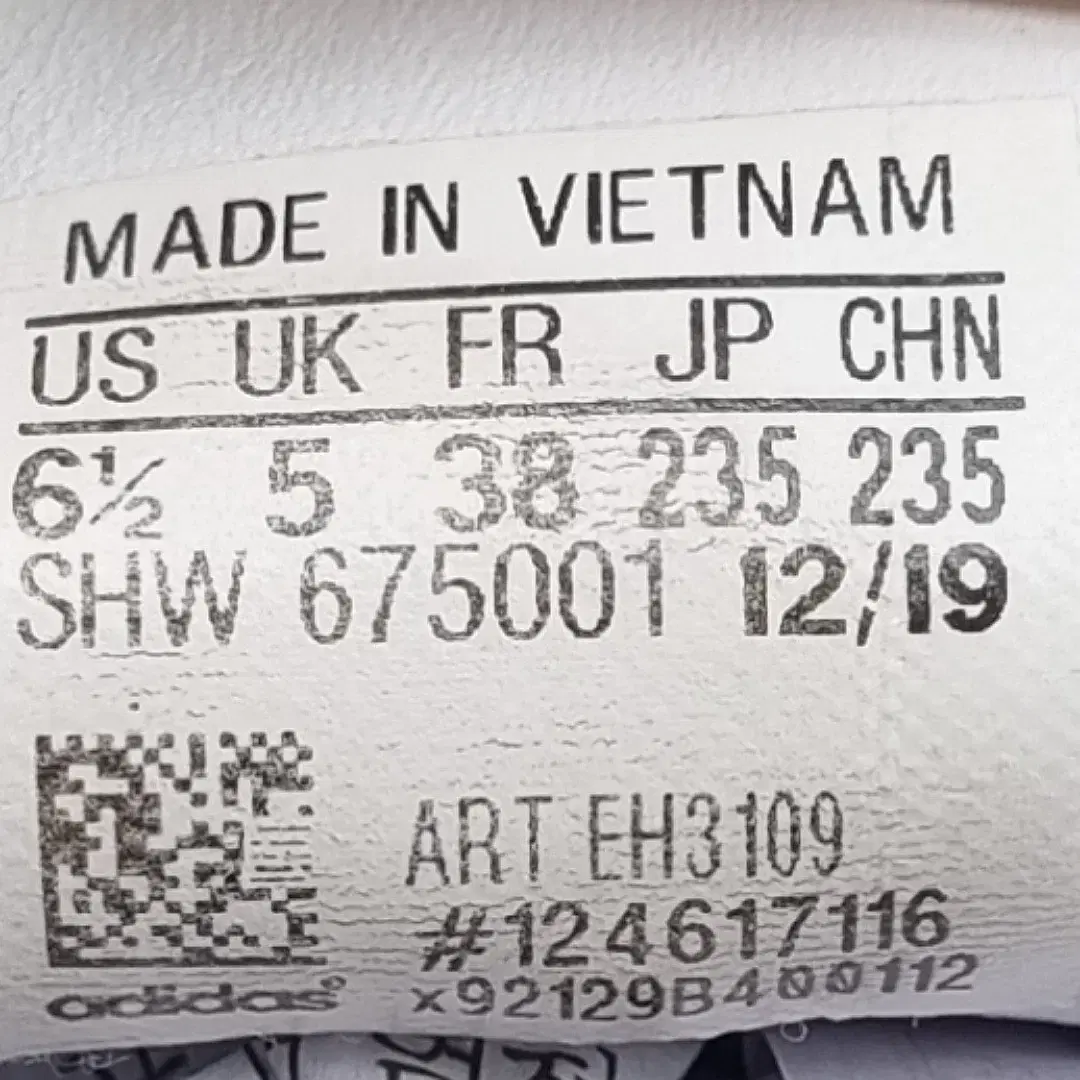 MADE IN VIETNAM
US UK FR JP CHN
6½ 5 38 235 235
SHW 675001 12/19
ART EH3109
#124617116
adidas®
x92129B400112